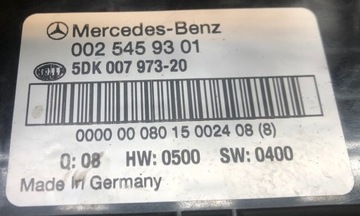 Mercedes-Benz
002 545 93 01
HELLA 5DK 007 973-20
0000 00 080 15 0024 08 (8)
Q: 08 HW: 0500 SW: 0400
Made in Germany